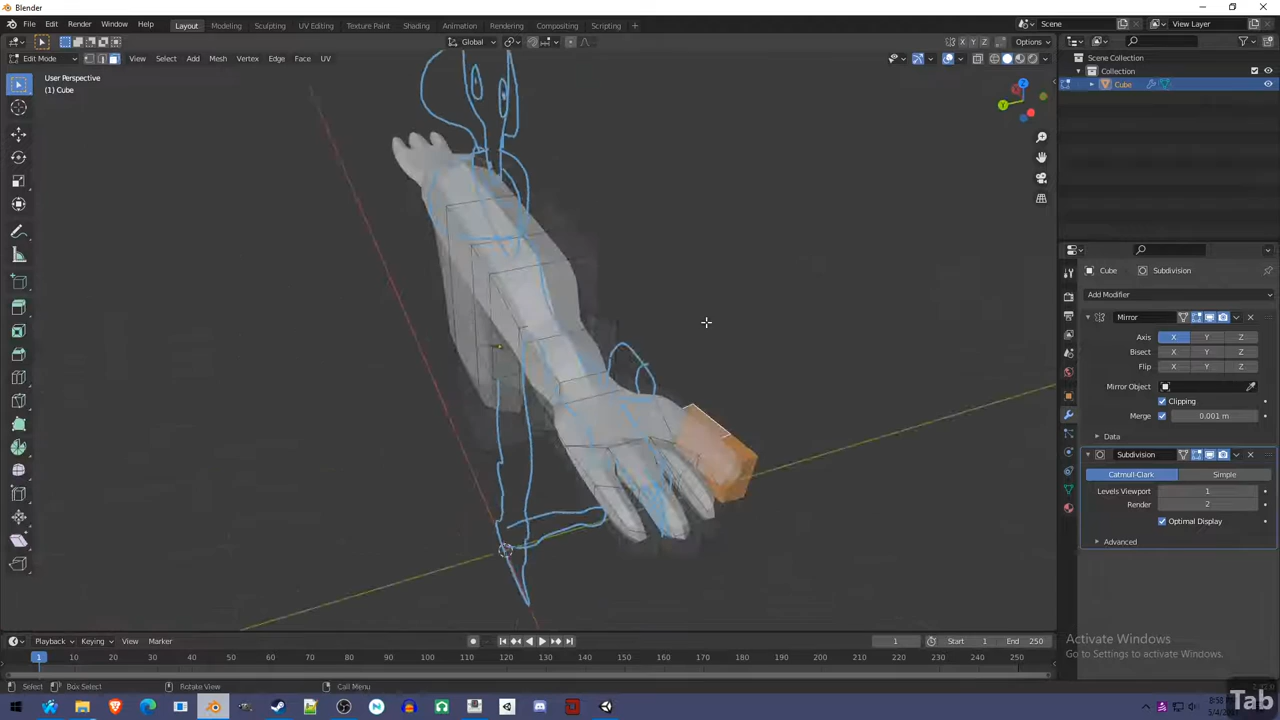 Blender
File Edit Render Window Help Layout Modeling Sculpting UV Editing Texture Paint Shading Animation Rendering Compositing Scripting + Scene View Layer
Global Options
Edit Mode View Select Add Mesh Vertex Edge Face UV
User Perspective
(1) Cube
Scene Collection
Collection
Cube
Cube Subdivision
Add Modifier
Mirror
Axis X Y Z
Bisect X Y Z
Flip X Y Z
Mirror Object
Clipping
Merge 0.001 m
Data
Subdivision
Catmull-Clark Simple
Levels Viewport 1
Render 2
Optimal Display
Advanced
Activate Windows
Go to Settings to activate Windows.
Playback Keying View Marker 1 Start 1 End 250
1 10 20 30 40 50 60 70 80 90 100 110 120 130 140 150 160 170 180 190 200 210 220 230 240 250
Select Box Select Rotate View Call Menu
Tab